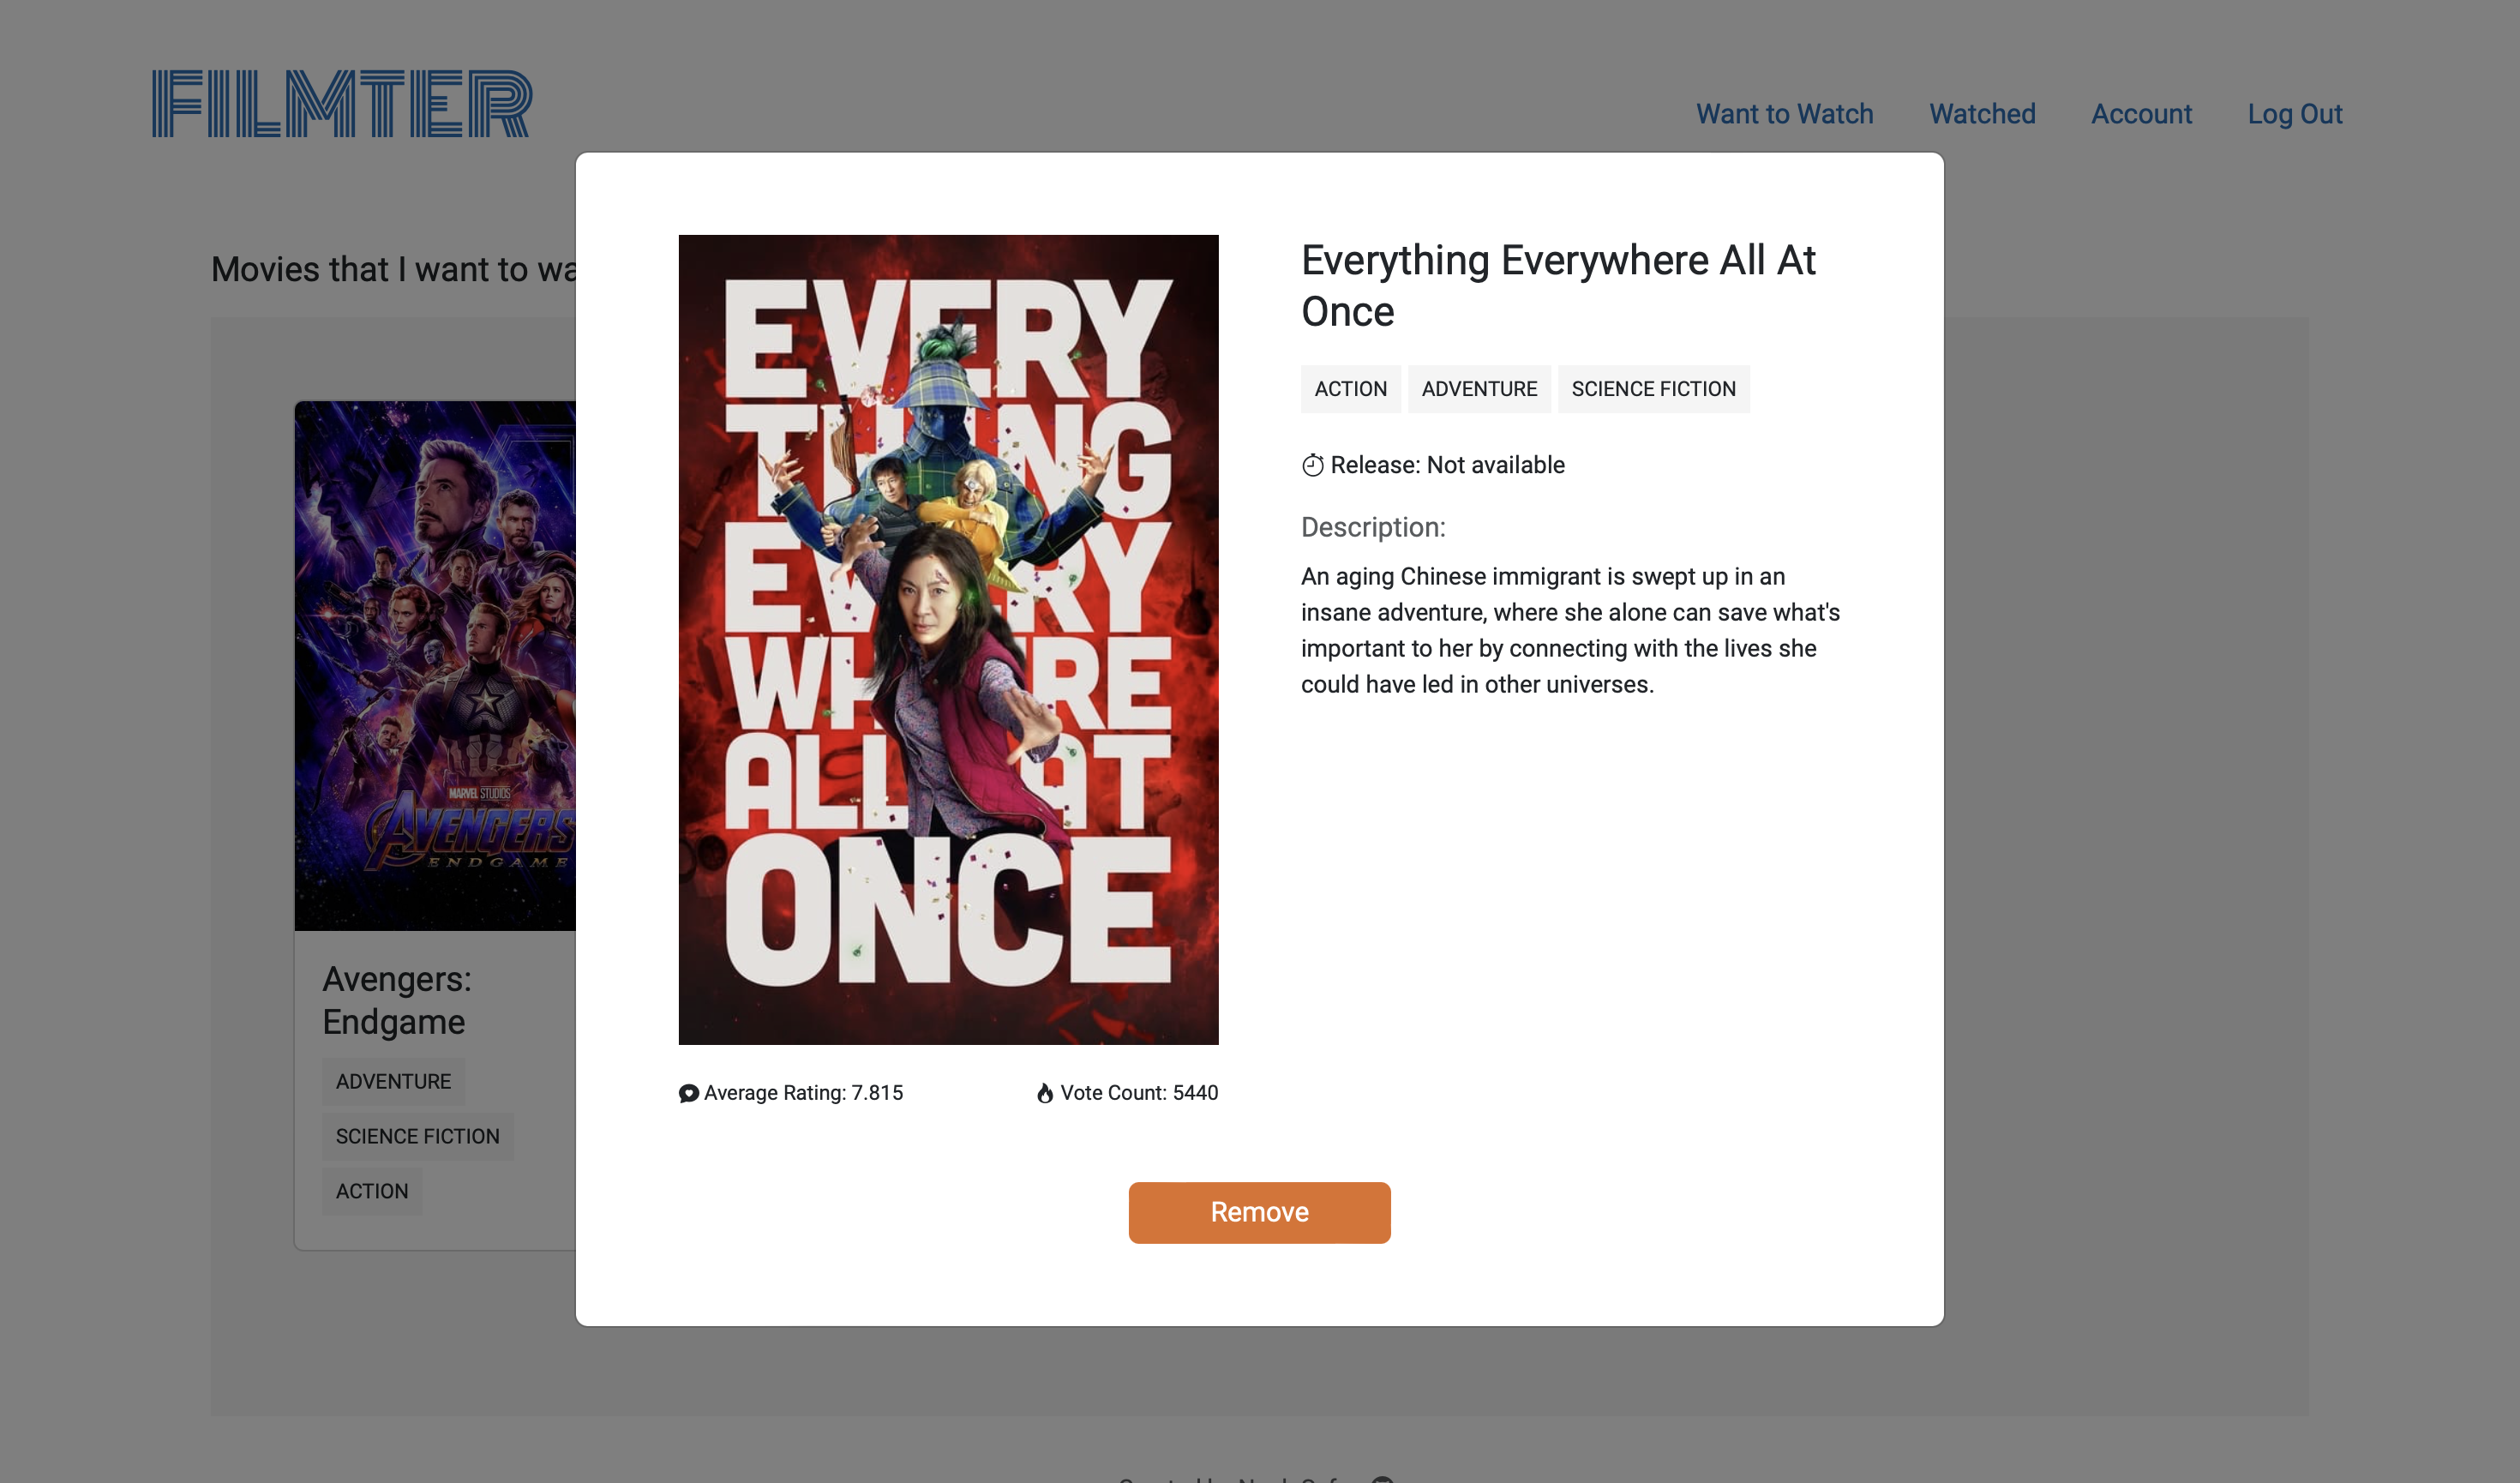 FILMTER
Want to Watch
Watched
Account
Log Out
Movies that I want to wa
MARVEL STUDIOS
AVENGERS
ENDGAME
Avengers:
Endgame
ADVENTURE
SCIENCE FICTION
ACTION
EVERY
THING
EVERY
WHERE
ALL AT
ONCE
Average Rating: 7.815
Vote Count: 5440
Everything Everywhere All At
Once
ACTION
ADVENTURE
SCIENCE FICTION
Release: Not available
Description:
An aging Chinese immigrant is swept up in an
insane adventure, where she alone can save what's
important to her by connecting with the lives she
could have led in other universes.
Remove